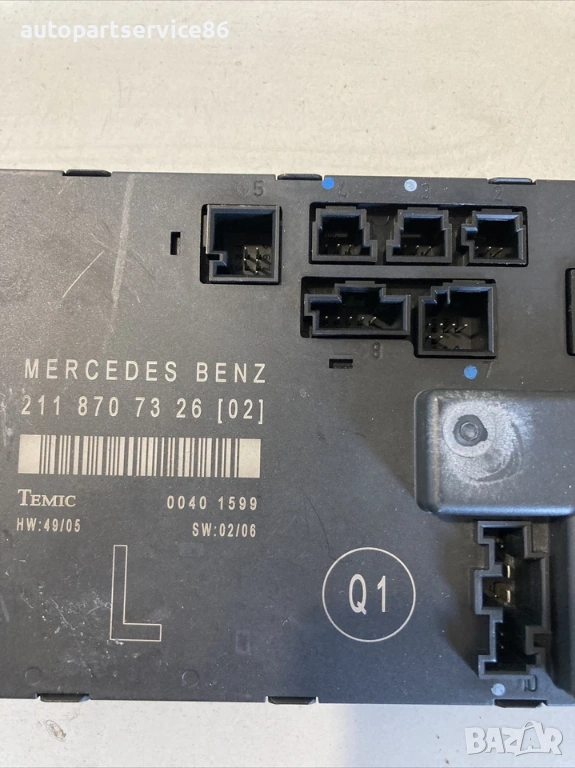 autopartservice86
5 4 3 2
8
7
MERCEDES BENZ
211 870 73 26 [02]
TEMIC 0040 1599
HW:49/05 SW:02/06
L
Q1
BAZAR